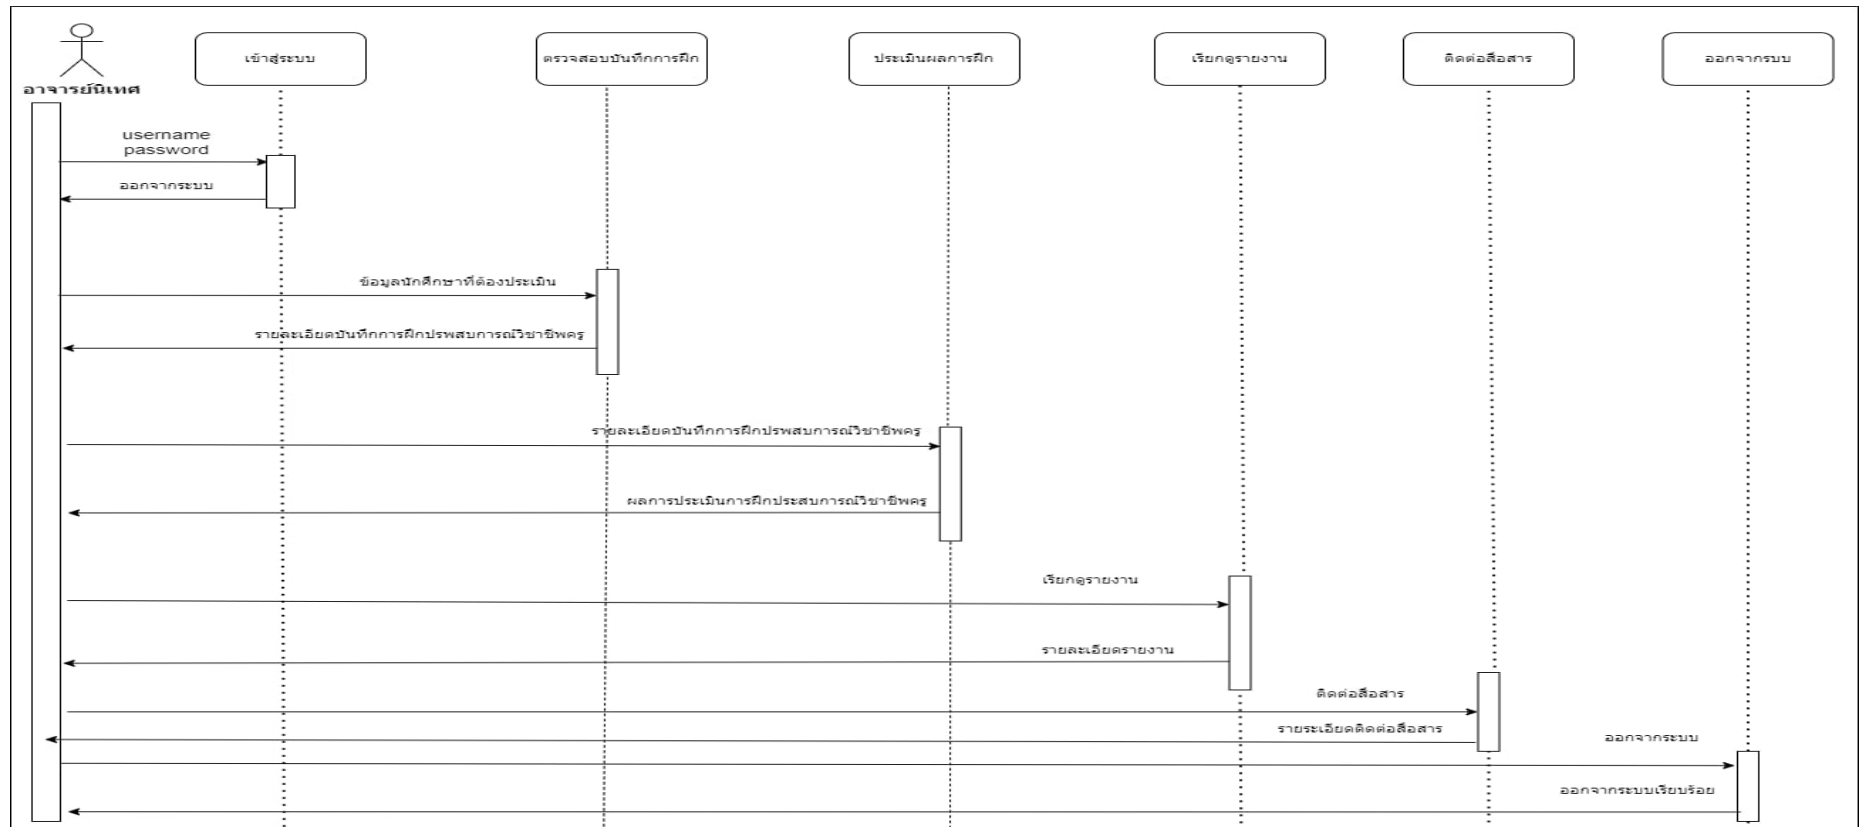 เข้าสู่ระบบ
ตรวจสอบบันทึกการฝึก
ประเมินผลการฝึก
เรียกดูรายงาน
ติดต่อสื่อสาร
ออกจากรบบ
อาจารย์นิเทศ
username
password
ออกจากระบบ
ข้อมูลนักศึกษาที่ต้องประเมิน
รายละเอียดบันทึกการฝึกปรพสบการณ์วิชาชีพครู
รายละเอียดบันทึกการฝึกปรพสบการณ์วิชาชีพครู
ผลการประเมินการฝึกประสบการณ์วิชาชีพครู
เรียกดูรายงาน
รายละเอียดรายงาน
ติดต่อสื่อสาร
รายระเอียดติดต่อสื่อสาร
ออกจากระบบ
ออกจากระบบเรียบร้อย